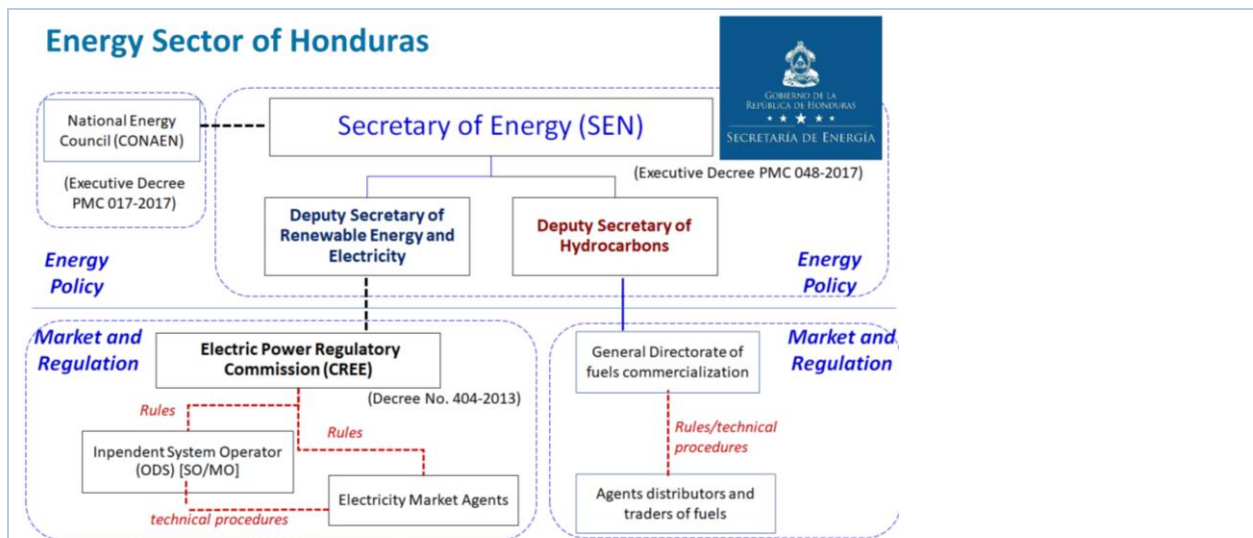 Energy Sector of Honduras
GOBIERNO DE LA
REPÚBLICA DE HONDURAS
SECRETARÍA DE ENERGÍA
National Energy
Council (CONAEN)
(Executive Decree
PMC 017-2017)
Secretary of Energy (SEN)
(Executive Decree PMC 048-2017)
Deputy Secretary of
Renewable Energy and
Electricity
Deputy Secretary of
Hydrocarbons
Energy
Policy
Energy
Policy
Market and
Regulation
Electric Power Regulatory
Commission (CREE)
(Decree No. 404-2013)
Rules
Rules
Inpendent System Operator
(ODS) [SO/MO]
Electricity Market Agents
technical procedures
General Directorate of
fuels commercialization
Market and
Regulation
Rules/technical
procedures
Agents distributors and
traders of fuels